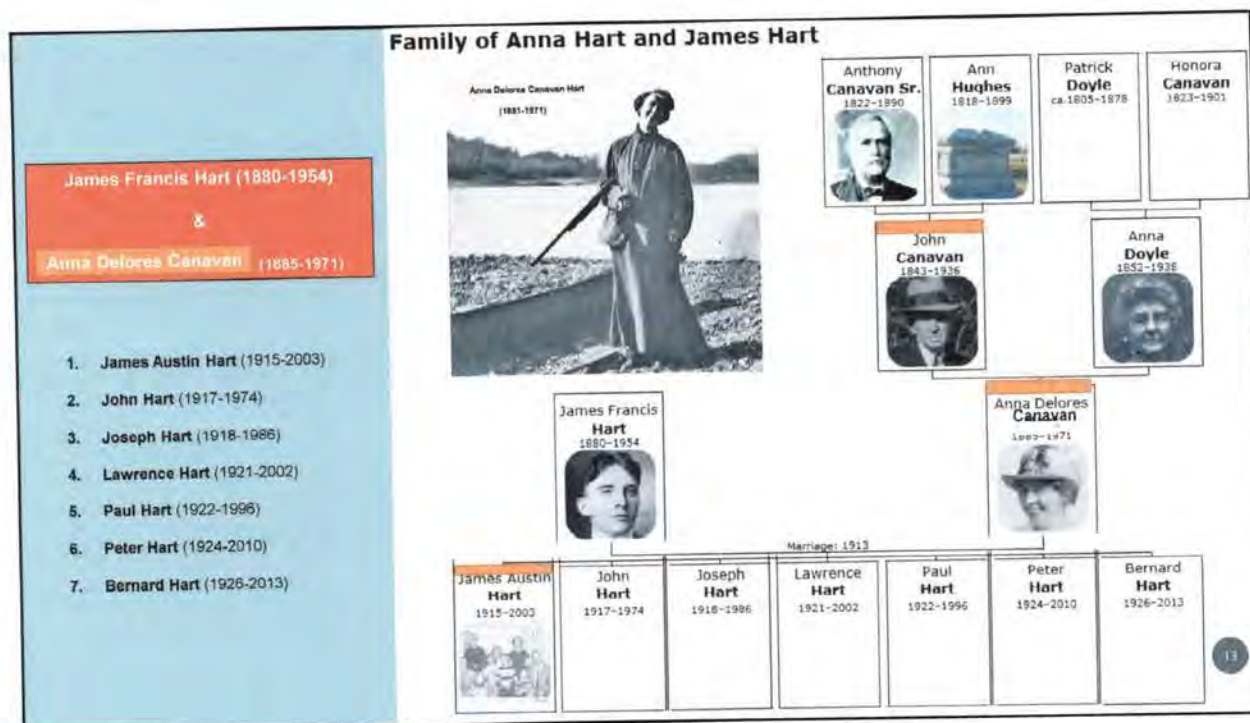 Family of Anna Hart and James Hart
James Francis Hart (1880-1954)
&
Anna Delores Canavan (1885-1971)
1. James Austin Hart (1915-2003)
2. John Hart (1917-1974)
3. Joseph Hart (1918-1986)
4. Lawrence Hart (1921-2002)
5. Paul Hart (1922-1996)
6. Peter Hart (1924-2010)
7. Bernard Hart (1926-2013)
Anna Delores Canavan Hart
(1881-1971)
Anthony
Canavan Sr.
1822-1890
Ann
Hughes
1818-1899
Patrick
Doyle
ca.1805-1878
Honora
Canavan
1823-1901
John
Canavan
1843-1936
Anna
Doyle
1852-1938
James Francis
Hart
1880-1954
Anna Delores
Canavan
Marriage: 1913
James Austin
Hart
1915-2003
John
Hart
1917-1974
Joseph
Hart
1918-1986
Lawrence
Hart
1921-2002
Paul
Hart
1922-1996
Peter
Hart
1924-2010
Bernard
Hart
1926-2013
13